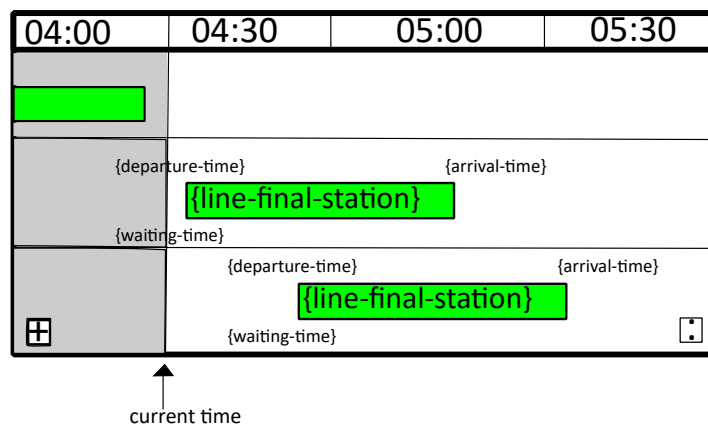 04:00 04:30 05:00 05:30
{departure-time} {arrival-time}
{line-final-station}
{waiting-time}
{departure-time} {arrival-time}
{line-final-station}
{waiting-time}
current time